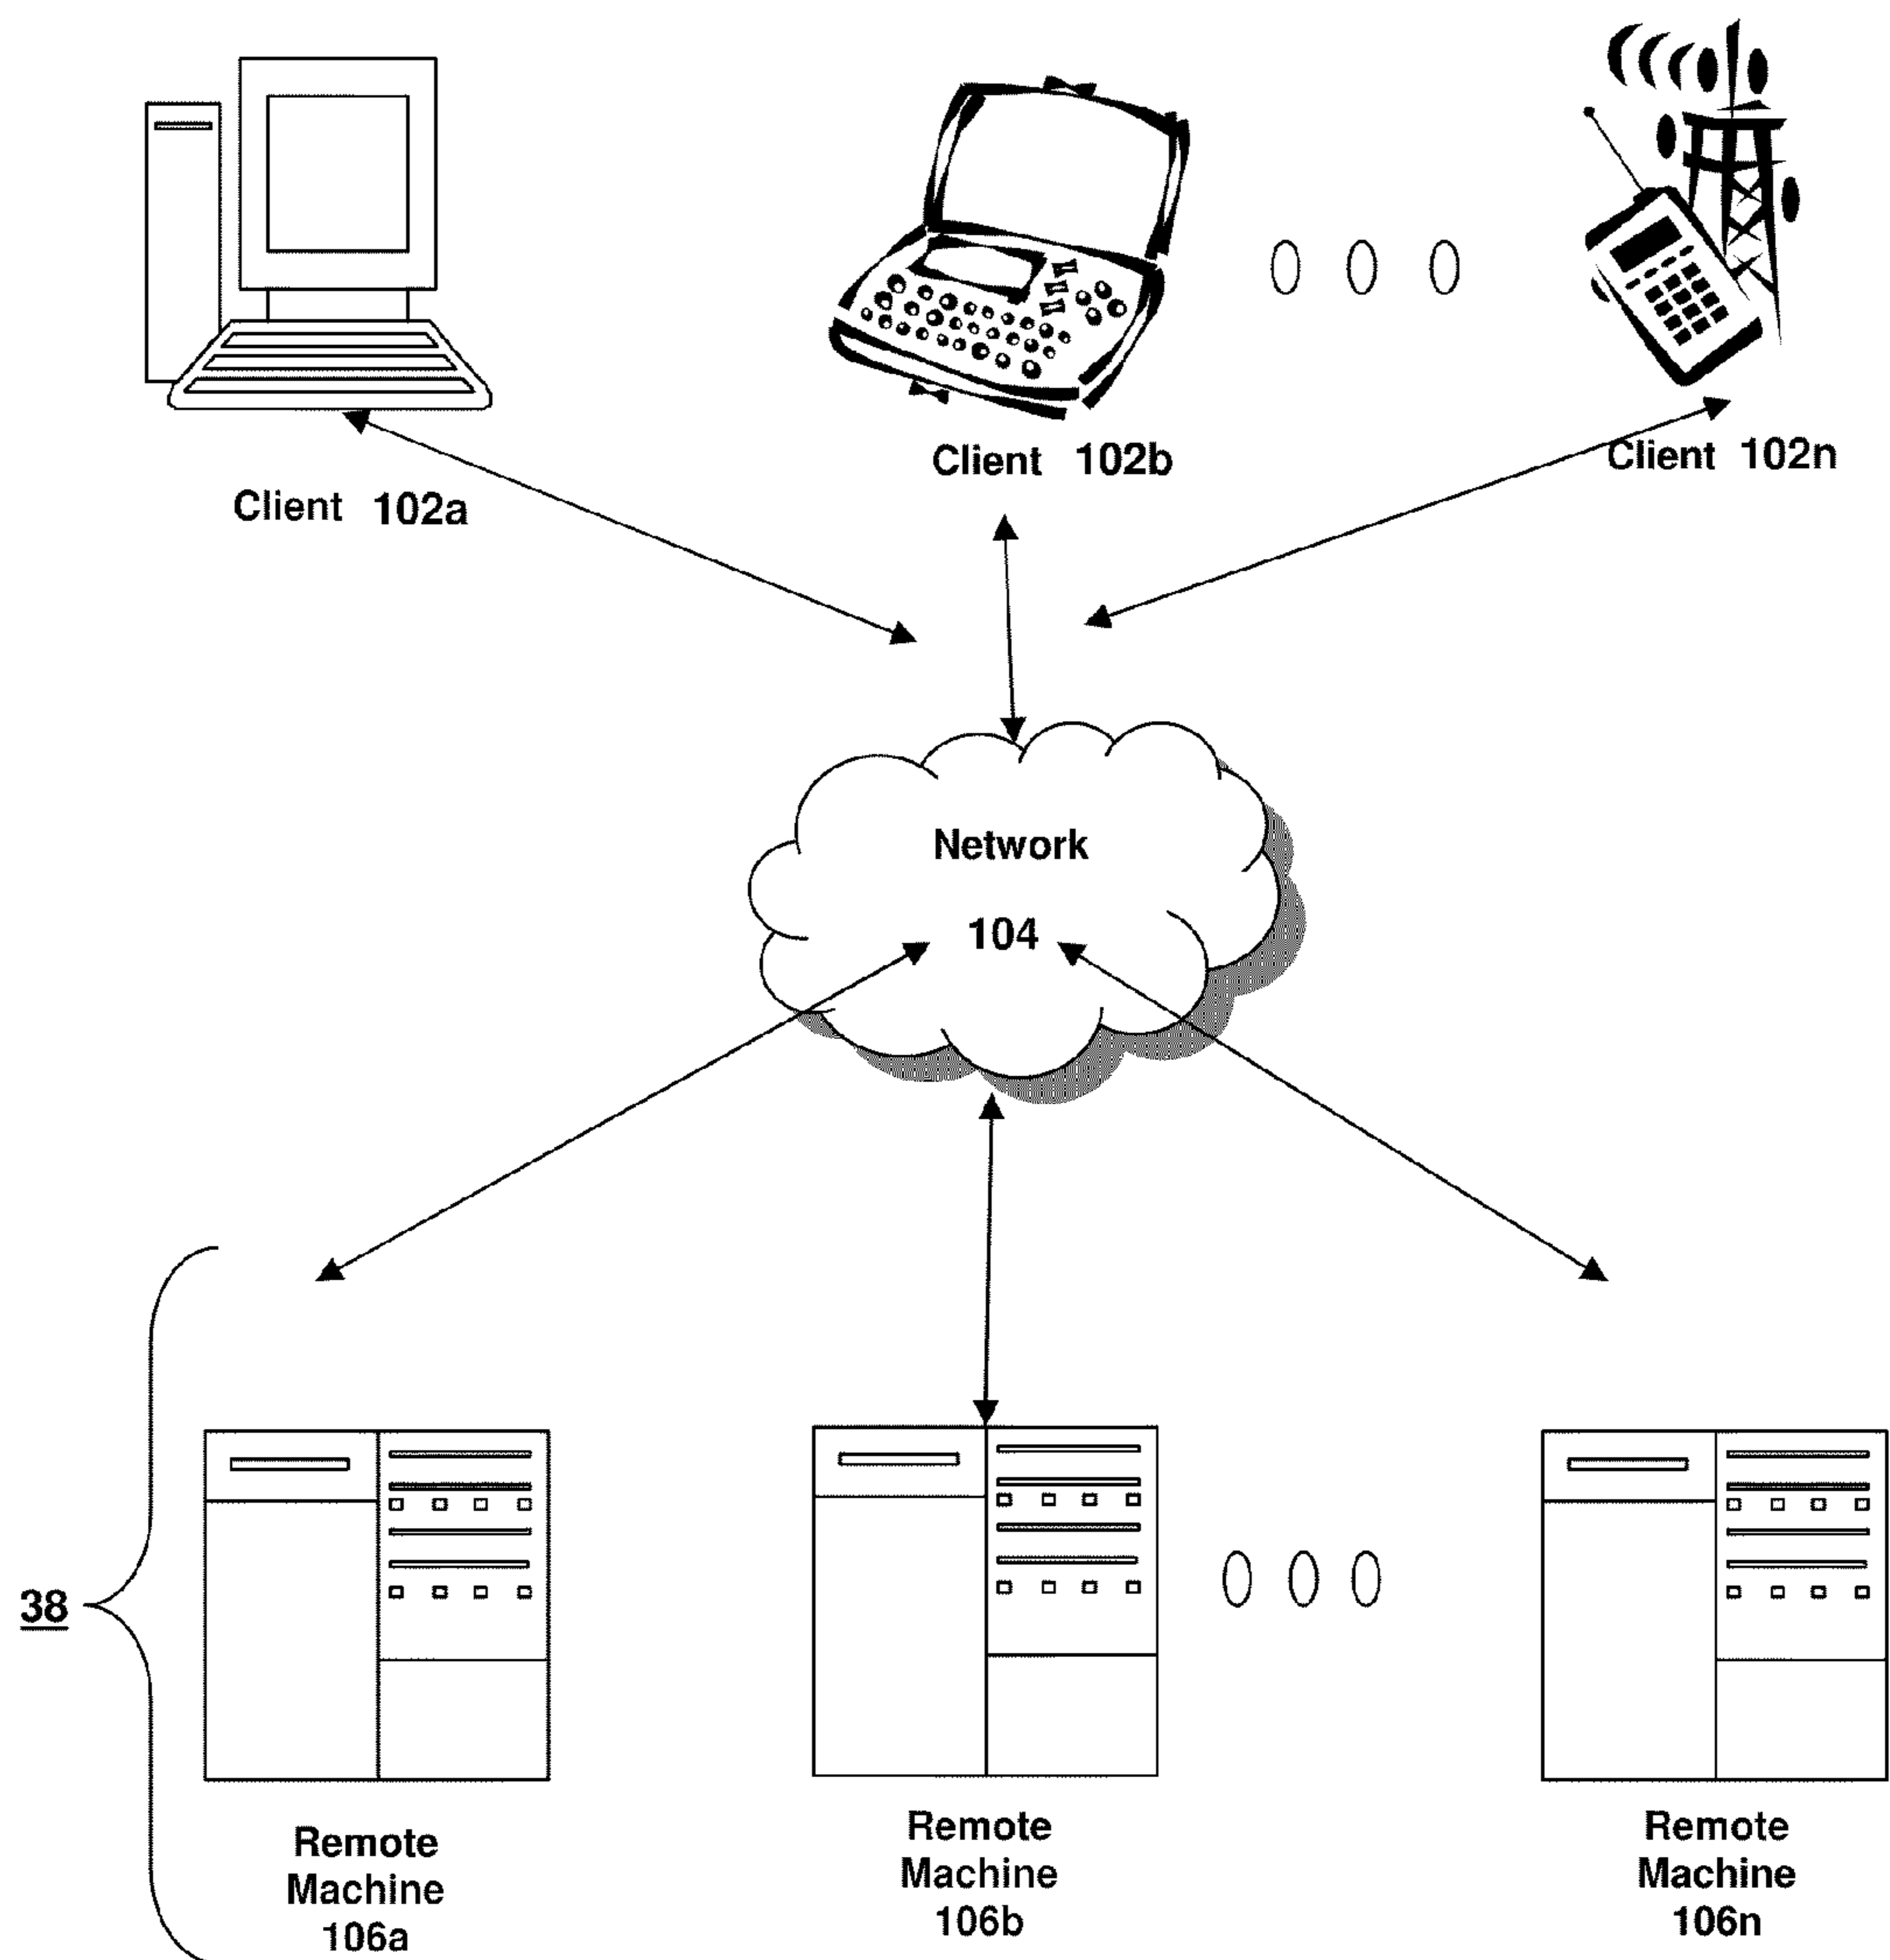 Client 102a
Client 102b
Client 102n
Network
104
38
Remote
Machine
106a
Remote
Machine
106b
Remote
Machine
106n